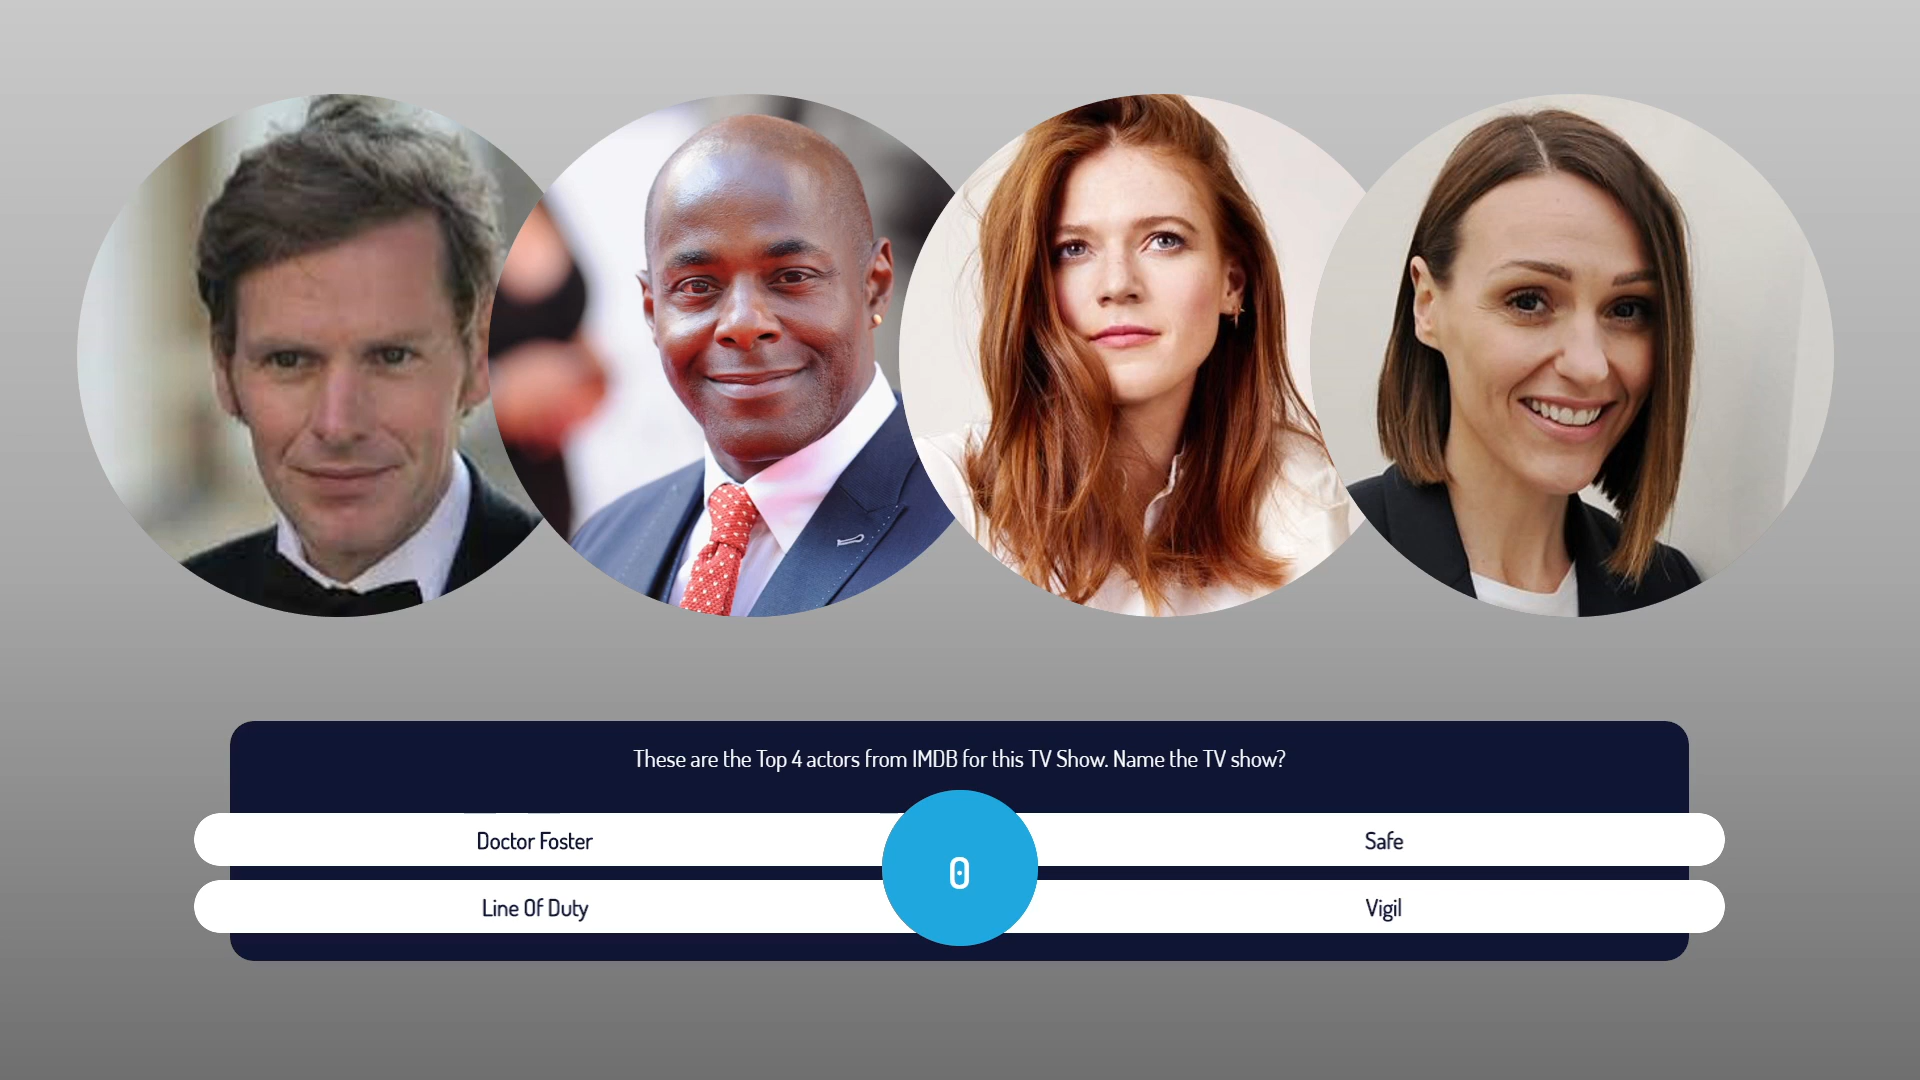 These are the Top 4 actors from IMDB for this TV Show. Name the TV show?
Doctor Foster
Safe
0
Line Of Duty
Vigil